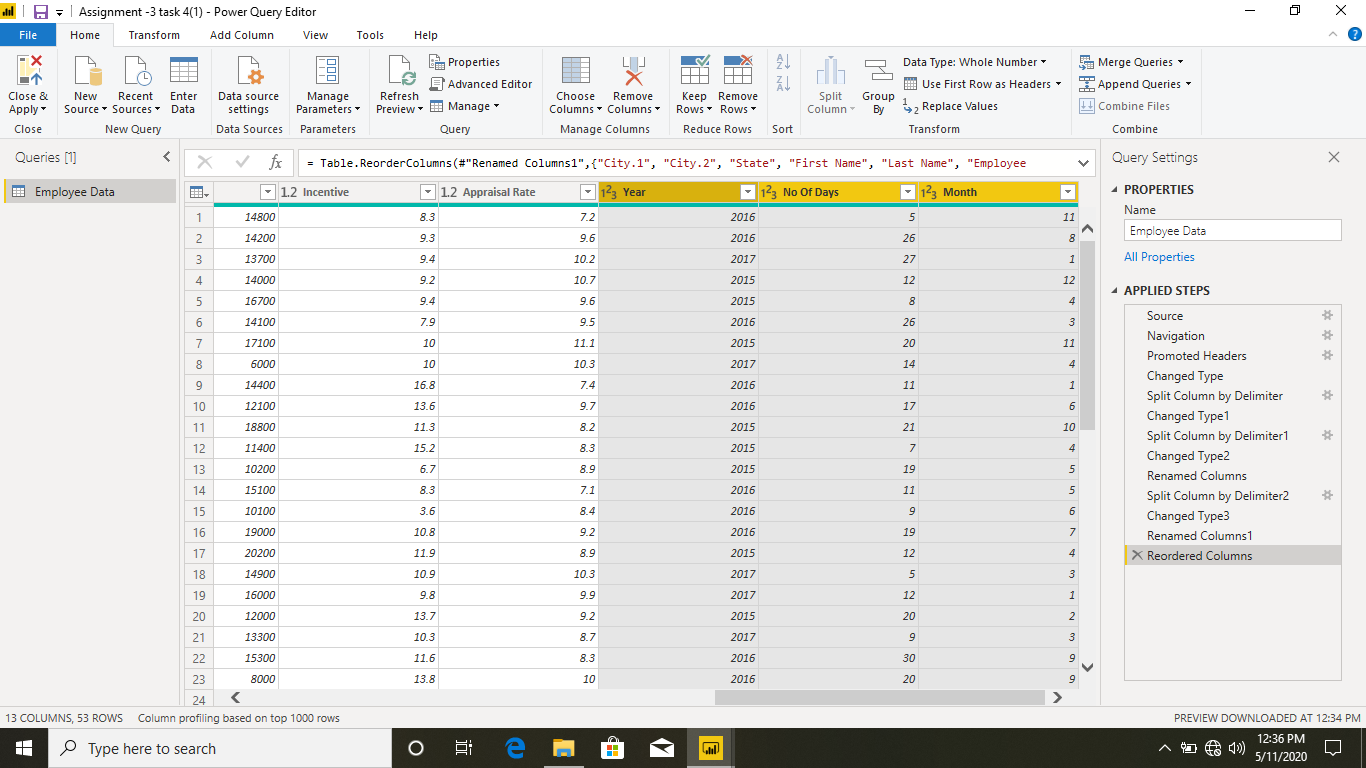 Assignment -3 task 4(1) - Power Query Editor
File Home Transform Add Column View Tools Help
Close & Apply
Close
New Source
Recent Sources
Enter Data
New Query
Data source settings
Data Sources
Manage Parameters
Parameters
Refresh Preview
Properties
Advanced Editor
Manage
Query
Choose Columns
Remove Columns
Manage Columns
Keep Rows
Remove Rows
Reduce Rows
Sort
Split Column
Group By
Data Type: Whole Number
Use First Row as Headers
Replace Values
Transform
Merge Queries
Append Queries
Combine Files
Combine
Queries [1]
Employee Data
fx = Table.ReorderColumns(#"Renamed Columns1",{"City.1", "City.2", "State", "First Name", "Last Name", "Employee
1.2 Incentive 1.2 Appraisal Rate 123 Year 123 No Of Days 123 Month
1 14800 8.3 7.2 2016 5 11
2 14200 9.3 9.6 2016 26 8
3 13700 9.4 10.2 2017 27 1
4 14000 9.2 10.7 2015 12 12
5 16700 9.4 9.6 2015 8 4
6 14100 7.9 9.5 2016 26 3
7 17100 10 11.1 2015 20 11
8 6000 10 10.3 2017 14 4
9 14400 16.8 7.4 2016 11 1
10 12100 13.6 9.7 2016 17 6
11 18800 11.3 8.2 2015 21 10
12 11400 15.2 8.3 2015 7 4
13 10200 6.7 8.9 2015 19 5
14 15100 8.3 7.1 2016 11 5
15 10100 3.6 8.4 2016 9 6
16 19000 10.8 9.2 2016 19 7
17 20200 11.9 8.9 2015 12 4
18 14900 10.9 10.3 2017 5 3
19 16000 9.8 9.9 2017 12 1
20 12000 13.7 9.2 2015 20 2
21 13300 10.3 8.7 2017 9 3
22 15300 11.6 8.3 2016 30 9
23 8000 13.8 10 2016 20 9
24
Query Settings
PROPERTIES
Name
Employee Data
All Properties
APPLIED STEPS
Source
Navigation
Promoted Headers
Changed Type
Split Column by Delimiter
Changed Type1
Split Column by Delimiter1
Changed Type2
Renamed Columns
Split Column by Delimiter2
Changed Type3
Renamed Columns1
Reordered Columns
13 COLUMNS, 53 ROWS Column profiling based on top 1000 rows PREVIEW DOWNLOADED AT 12:34 PM
Type here to search
12:36 PM
5/11/2020